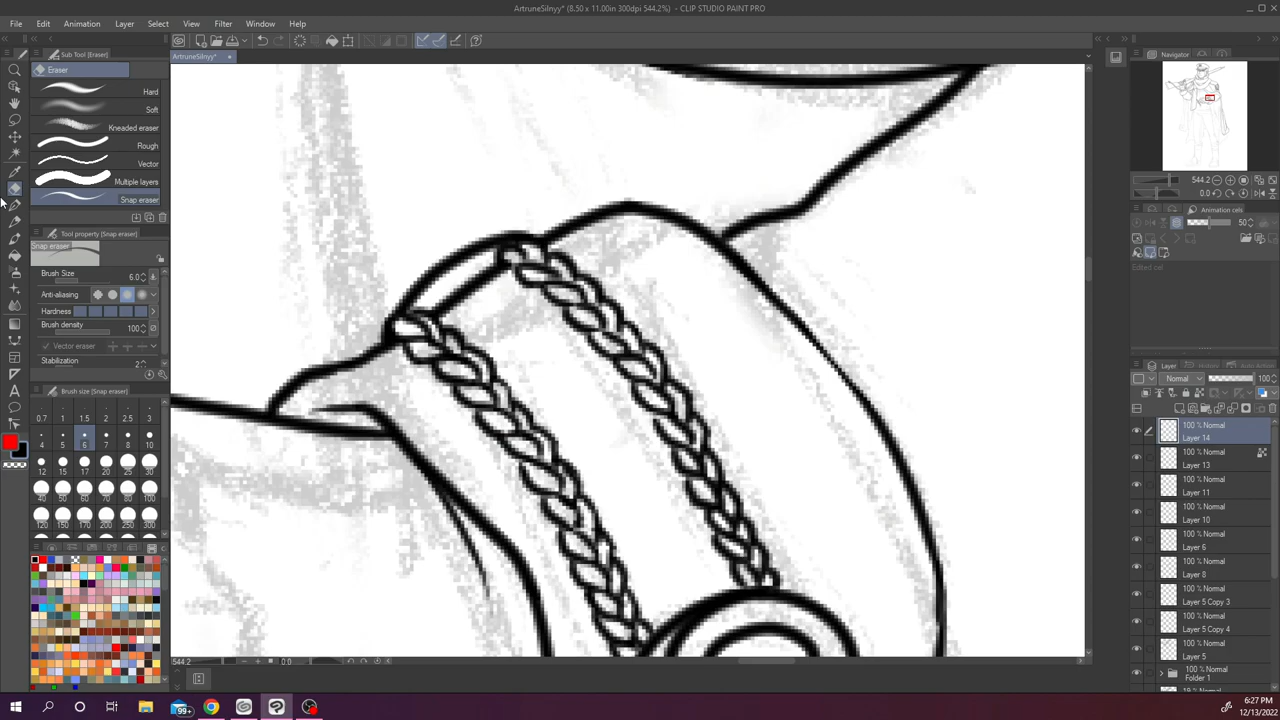 ArtruneSilnyy* (8.50 x 11.00in 300dpi 544.2%) - CLIP STUDIO PAINT PRO
File Edit Animation Layer Select View Filter Window Help
Sub Tool [Eraser]
ArtruneSilnyy*
Navigator
Eraser
Hard
Soft
Kneaded eraser
Rough
Vector
Multiple layers
Snap eraser
544.2
0.0
Animation cels
50
Tool property [Snap eraser]
Snap eraser
Edited cel
Brush Size 6.0
Anti-aliasing
Hardness
Brush density 100
Vector eraser
Stabilization 2
Brush size [Snap eraser]
0.7 1 1.5 2 2.5 3
4 5 6 7 8 10
12 15 17 20 25 30
40 50 60 70 80 100
120 150 170 200 250 300
Layer
Normal 100
100 % Normal
Layer 14
100 % Normal
Layer 13
100 % Normal
Layer 11
100 % Normal
Layer 10
100 % Normal
Layer 6
100 % Normal
Layer 8
100 % Normal
Layer 5 Copy 3
100 % Normal
Layer 5 Copy 4
100 % Normal
Layer 5
100 % Normal
Folder 1
544.2 0.0
99+
6:27 PM
12/13/2022